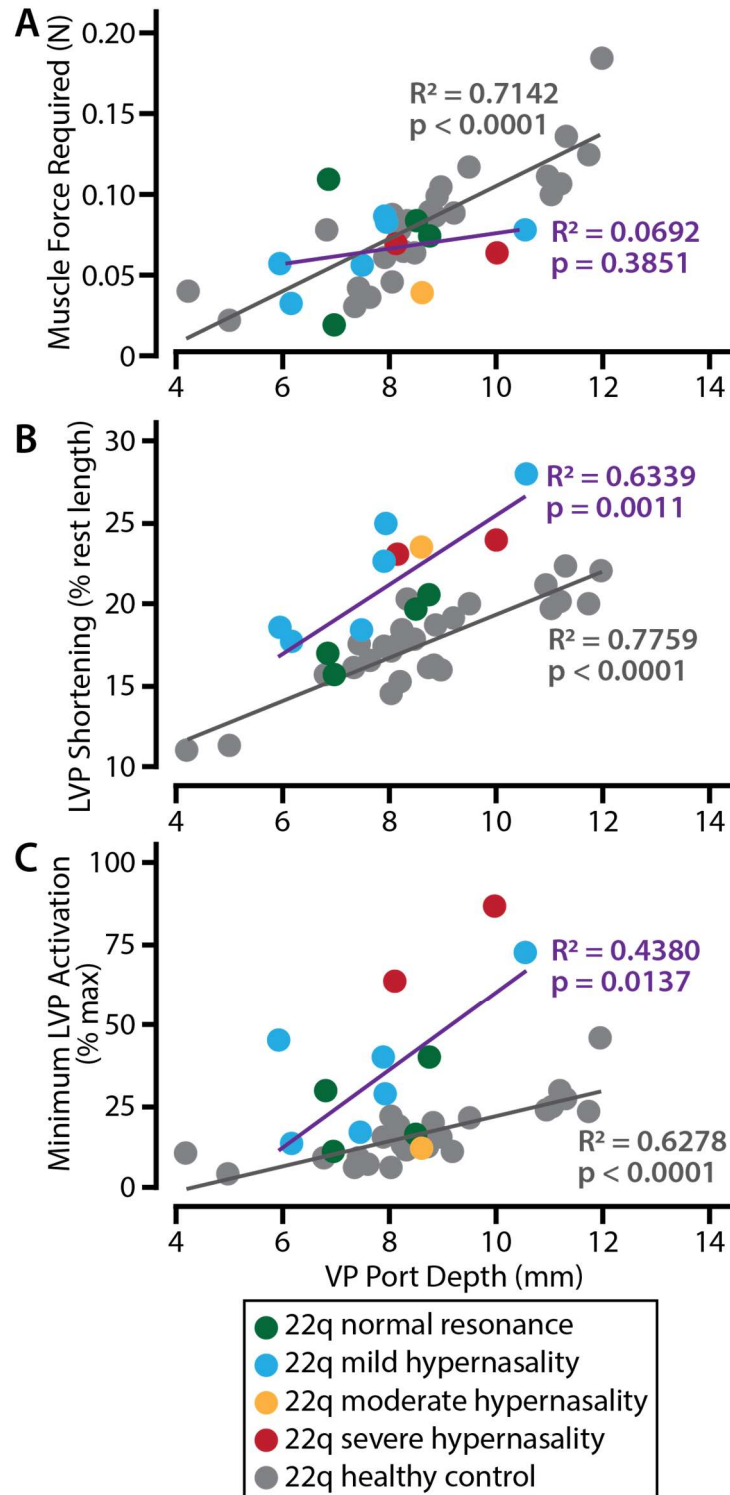 A
Muscle Force Required (N)
0.20
0.15
0.10
0.05
0
R² = 0.7142
p < 0.0001
R² = 0.0692
p = 0.3851
4 6 8 10 12 14
B
LVP Shortening (% rest length)
30
25
20
15
10
R² = 0.6339
p = 0.0011
R² = 0.7759
p < 0.0001
4 6 8 10 12 14
C
Minimum LVP Activation
(% max)
100
75
50
25
0
R² = 0.4380
p = 0.0137
R² = 0.6278
p < 0.0001
4 6 8 10 12 14
VP Port Depth (mm)
22q normal resonance
22q mild hypernasality
22q moderate hypernasality
22q severe hypernasality
22q healthy control